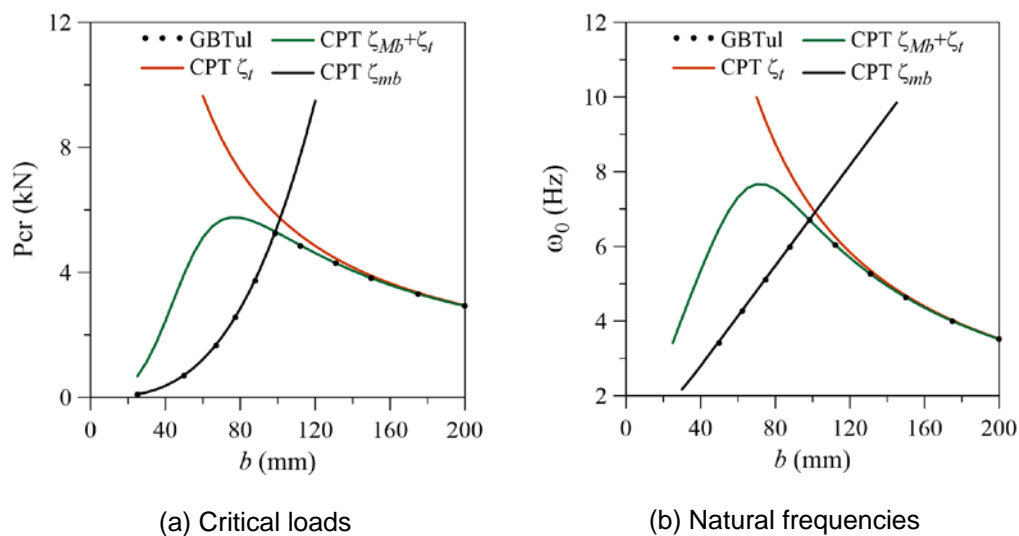 12
8
4
0
Pcr (kN)
GBTul
CPT ζt
CPT ζMb+ζt
CPT ζmb
0
40
80
120
160
200
b (mm)
(a) Critical loads
12
10
8
6
4
2
ω0 (Hz)
GBTul
CPT ζt
CPT ζMb+ζt
CPT ζmb
0
40
80
120
160
200
b (mm)
(b) Natural frequencies